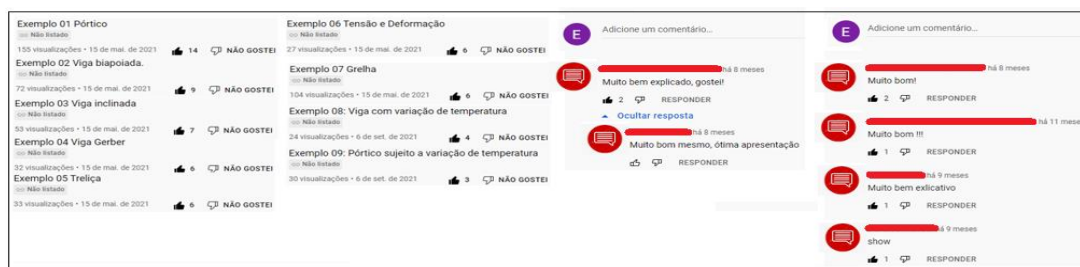 Exemplo 01 Pórtico
Não listado
155 visualizações • 15 de mai. de 2021 14 NÃO GOSTEI
Exemplo 02 Viga biapoiada.
Não listado
72 visualizações • 15 de mai. de 2021 9 NÃO GOSTEI
Exemplo 03 Viga inclinada
Não listado
53 visualizações • 15 de mai. de 2021 7 NÃO GOSTEI
Exemplo 04 Viga Gerber
Não listado
32 visualizações • 15 de mai. de 2021 6 NÃO GOSTEI
Exemplo 05 Treliça
Não listado
33 visualizações • 15 de mai. de 2021 6 NÃO GOSTEI
Exemplo 06 Tensão e Deformação
Não listado
27 visualizações • 15 de mai. de 2021 6 NÃO GOSTEI
Exemplo 07 Grelha
Não listado
104 visualizações • 15 de mai. de 2021 6 NÃO GOSTEI
Exemplo 08: Viga com variação de temperatura
Não listado
24 visualizações • 6 de set. de 2021 4 NÃO GOSTEI
Exemplo 09: Pórtico sujeito a variação de temperatura
Não listado
30 visualizações • 6 de set. de 2021 3 NÃO GOSTEI
E Adicione um comentário...
há 8 meses
Muito bem explicado, gostei!
2 RESPONDER
Ocultar resposta
há 8 meses
Muito bom mesmo, ótima apresentação
RESPONDER
E Adicione um comentário...
há 8 meses
Muito bom!
2 RESPONDER
há 11 mese
Muito bom !!!
1 RESPONDER
há 9 meses
Muito bem exlicativo
1 RESPONDER
á 9 meses
show
1 RESPONDER